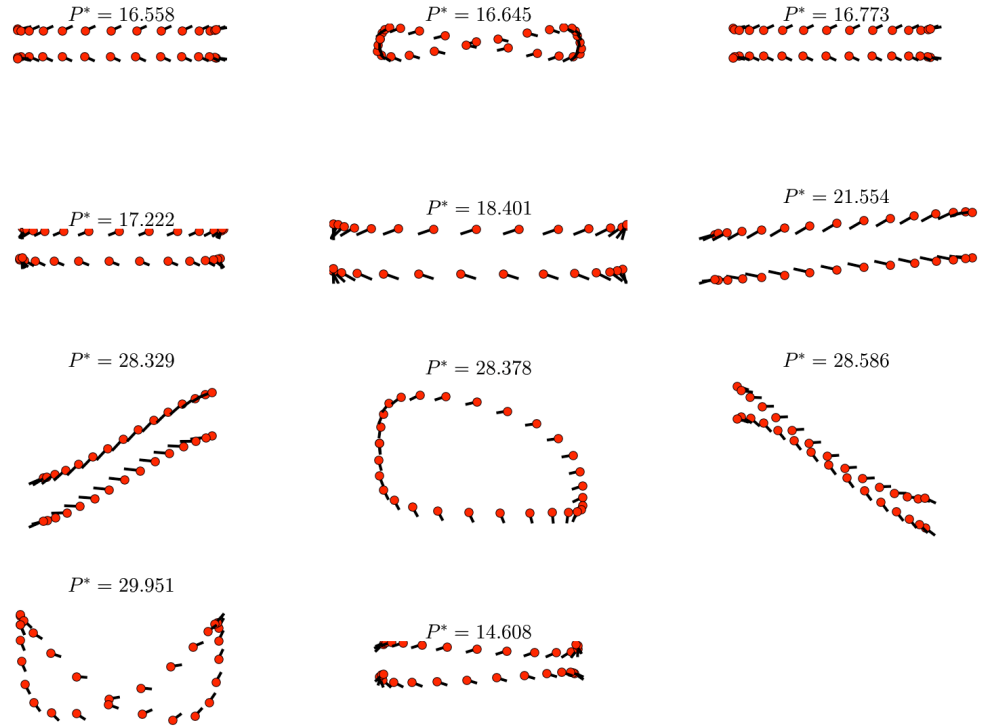 P* = 16.558
P* = 16.645
P* = 16.773
P* = 17.222
P* = 18.401
P* = 21.554
P* = 28.329
P* = 28.378
P* = 28.586
P* = 29.951
P* = 14.608